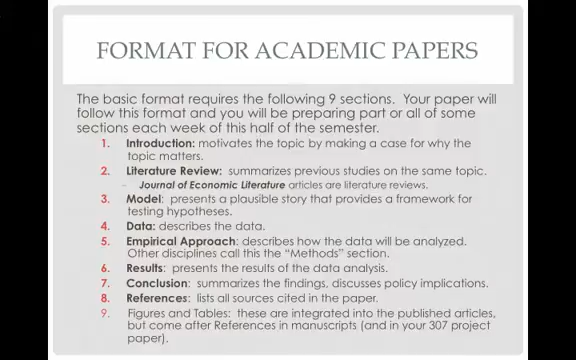 FORMAT FOR ACADEMIC PAPERS
The basic format requires the following 9 sections. Your paper will
follow this format and you will be preparing part or all of some
sections each week of this half of the semester.
1. Introduction: motivates the topic by making a case for why the
topic matters.
2. Literature Review: summarizes previous studies on the same topic.
– Journal of Economic Literature articles are literature reviews.
3. Model: presents a plausible story that provides a framework for
testing hypotheses.
4. Data: describes the data.
5. Empirical Approach: describes how the data will be analyzed.
Other disciplines call this the “Methods” section.
6. Results: presents the results of the data analysis.
7. Conclusion: summarizes the findings, discusses policy implications.
8. References: lists all sources cited in the paper.
9. Figures and Tables: these are integrated into the published articles,
but come after References in manuscripts (and in your 307 project
paper).